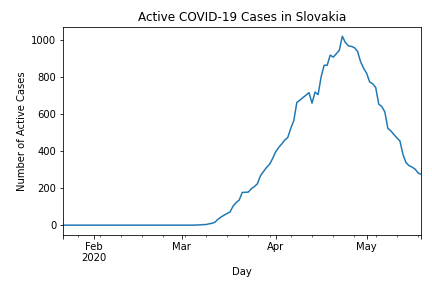 Active COVID-19 Cases in Slovakia
Number of Active Cases
1000
800
600
400
200
0
Feb
2020
Mar
Apr
May
Day